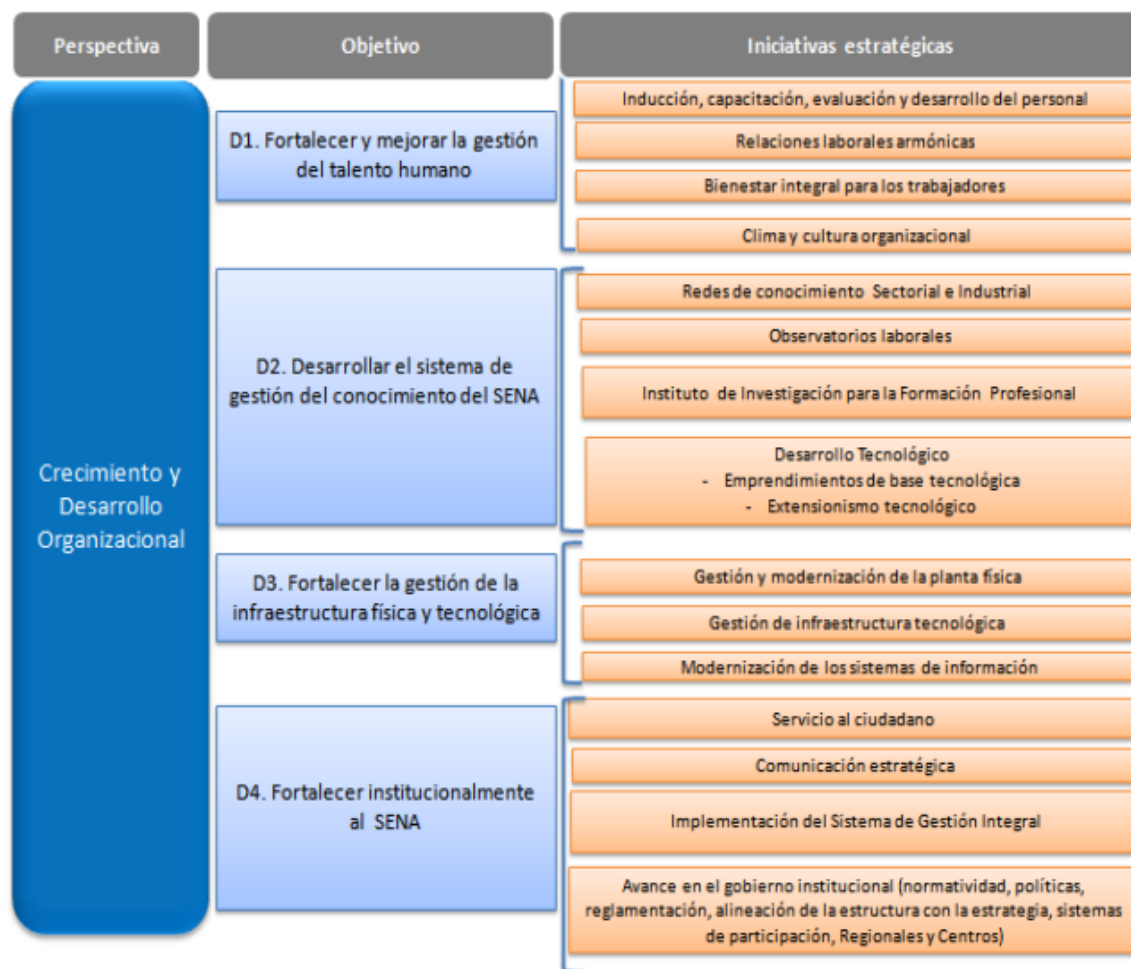 Perspectiva
Objetivo
Iniciativas estratégicas
Crecimiento y
Desarrollo
Organizacional
D1. Fortalecer y mejorar la gestión
del talento humano
Inducción, capacitación, evaluación y desarrollo del personal
Relaciones laborales armónicas
Bienestar integral para los trabajadores
Clima y cultura organizacional
D2. Desarrollar el sistema de
gestión del conocimiento del SENA
Redes de conocimiento Sectorial e Industrial
Observatorios laborales
Instituto de Investigación para la Formación Profesional
Desarrollo Tecnológico
- Emprendimientos de base tecnológica
- Extensionismo tecnológico
D3. Fortalecer la gestión de la
infraestructura física y tecnológica
Gestión y modernización de la planta física
Gestión de infraestructura tecnológica
Modernización de los sistemas de información
D4. Fortalecer institucionalmente
al SENA
Servicio al ciudadano
Comunicación estratégica
Implementación del Sistema de Gestión Integral
Avance en el gobierno institucional (normatividad, políticas,
reglamentación, alineación de la estructura con la estrategia, sistemas
de participación, Regionales y Centros)